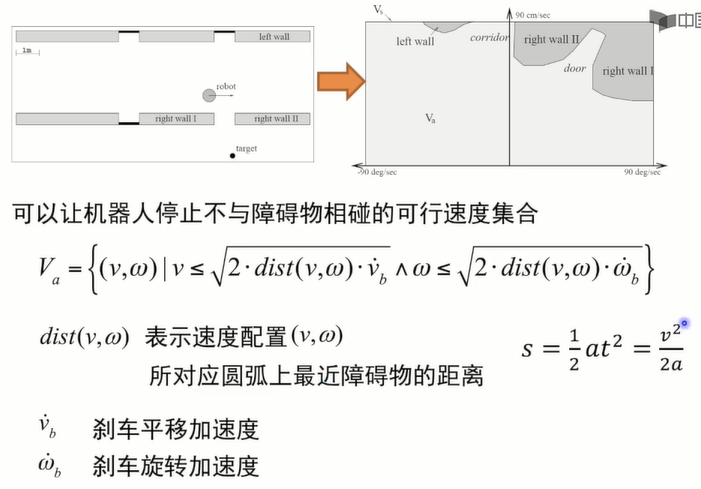 left wall
1m
robot
right wall I
right wall II
target
Vs
90 cm/sec
left wall
corridor
right wall II
door
right wall I
Va
-90 deg/sec
90 deg/sec
中国
可以让机器人停止不与障碍物相碰的可行速度集合
V_a = {(v,ω) | v ≤ √(2·dist(v,ω)·v̇_b) ∧ ω ≤ √(2·dist(v,ω)·ω̇_b)}
dist(v,ω) 表示速度配置(v,ω)
所对应圆弧上最近障碍物的距离
s = 1/2 at² = v²/2a
v̇_b 刹车平移加速度
ω̇_b 刹车旋转加速度